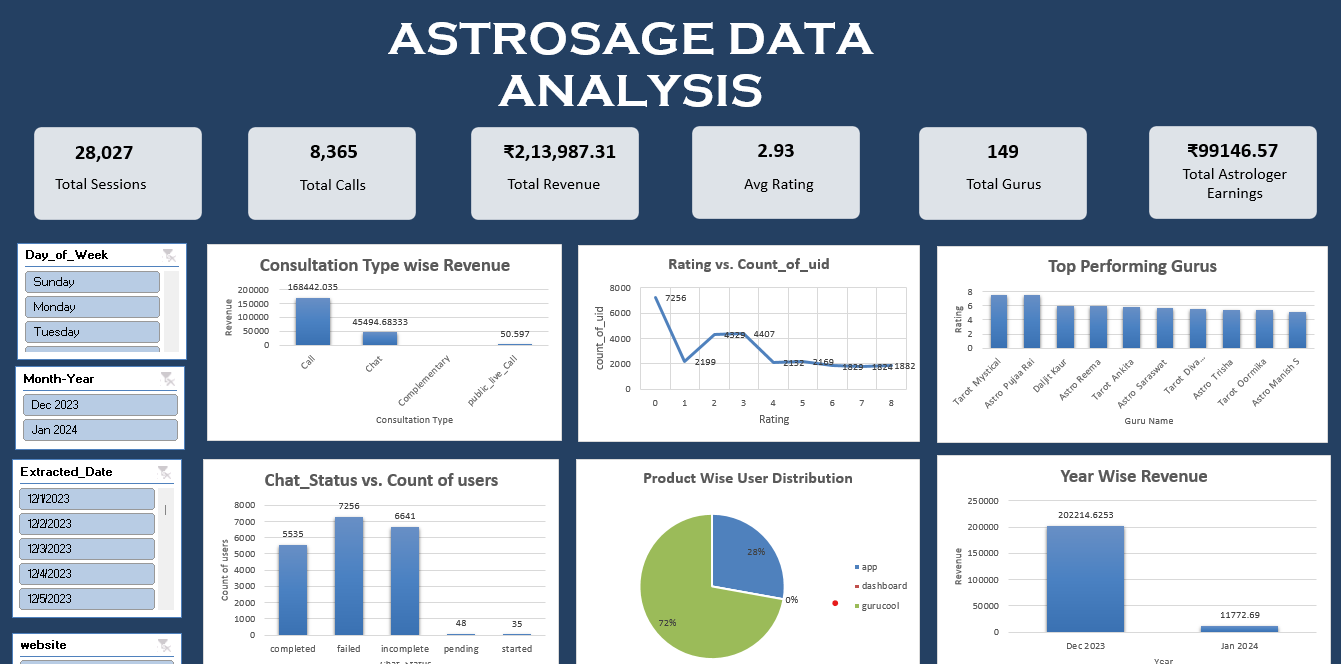 ASTROSAGE DATA
ANALYSIS
28,027
Total Sessions
8,365
Total Calls
₹2,13,987.31
Total Revenue
2.93
Avg Rating
149
Total Gurus
₹99146.57
Total Astrologer
Earnings
Day_of_Week
Sunday
Monday
Tuesday
Month-Year
Dec 2023
Jan 2024
Extracted_Date
12/1/2023
12/2/2023
12/3/2023
12/4/2023
12/5/2023
website
Consultation Type wise Revenue
Revenue
200000
150000
100000
50000
0
168442.035
45494.68333
50.597
Call
Chat
Complementary
public_live_Call
Consultation Type
Rating vs. Count_of_uid
count_of_uid
8000
6000
4000
2000
0
7256
2199
4329
4407
2132
2169
1829
1824
1882
0 1 2 3 4 5 6 7 8
Rating
Top Performing Gurus
Rating
8
6
4
2
0
Tarot Mystical
Astro Pujaa Rai
Daljit Kaur
Astro Reema
Tarot Ankita
Astro Saraswat
Tarot Diva...
Astro Trisha
Tarot Oormika
Astro Manish S
Guru Name
Chat_Status vs. Count of users
Count of users
8000
7000
6000
5000
4000
3000
2000
1000
0
5535
7256
6641
48
35
completed failed incomplete pending started
Product Wise User Distribution
28%
0%
72%
app
dashboard
gurucool
Year Wise Revenue
Revenue
250000
200000
150000
100000
50000
0
202214.6253
11772.69
Dec 2023 Jan 2024
Year